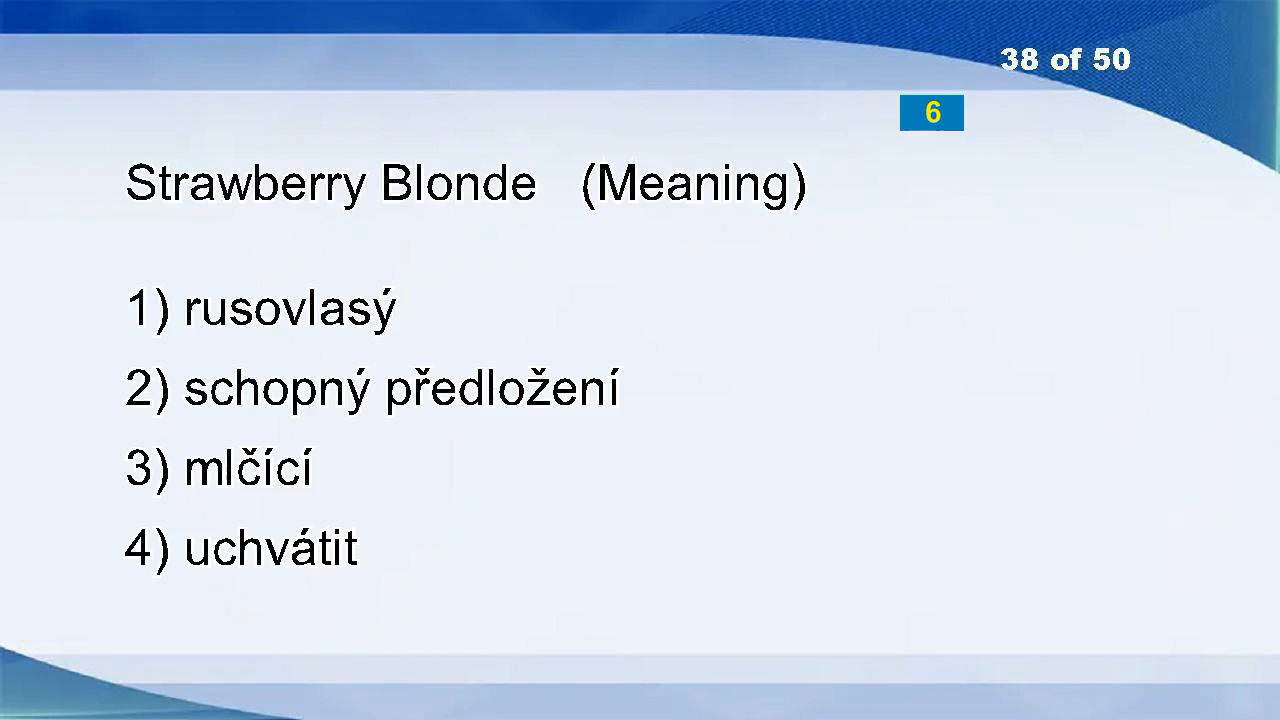 38 of 50
6
Strawberry Blonde (Meaning)
1) rusovlasý
2) schopný předložení
3) mlčící
4) uchvátit